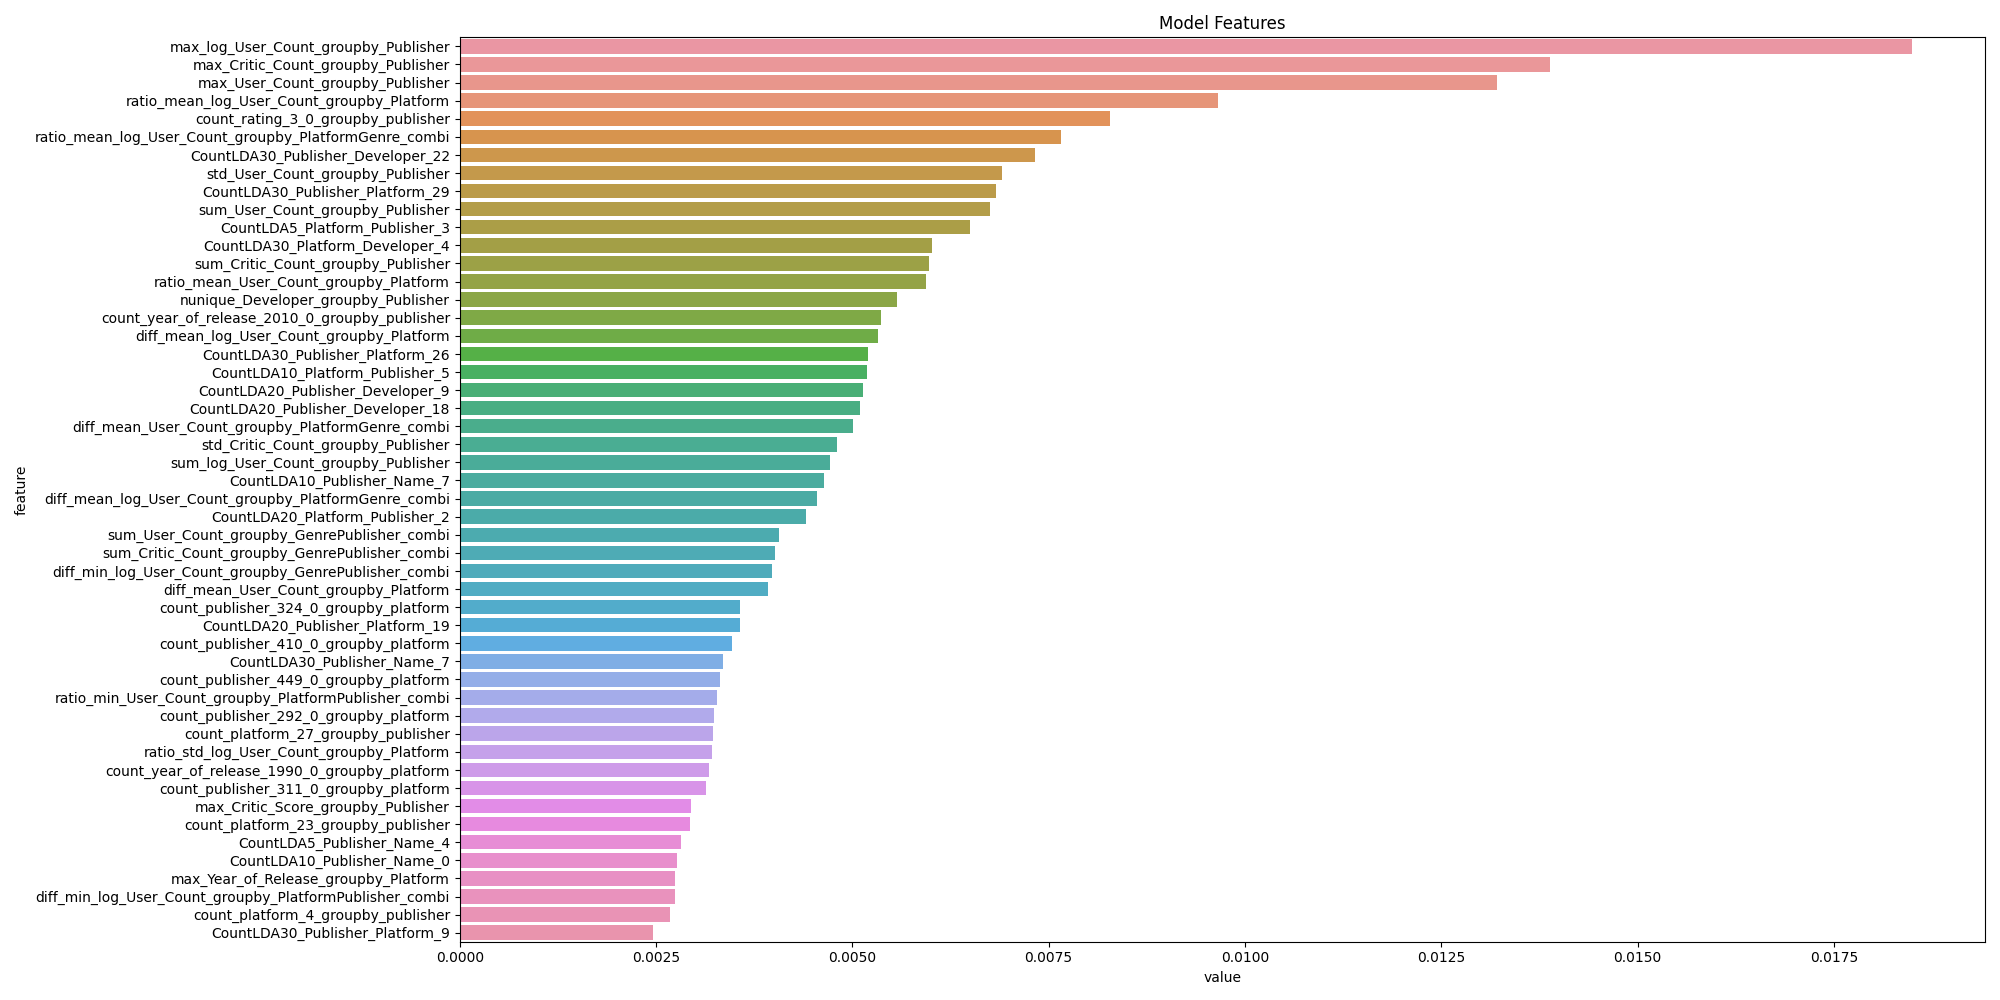 Model Features
max_log_User_Count_groupby_Publisher
max_Critic_Count_groupby_Publisher
max_User_Count_groupby_Publisher
ratio_mean_log_User_Count_groupby_Platform
count_rating_3_0_groupby_publisher
ratio_mean_log_User_Count_groupby_PlatformGenre_combi
CountLDA30_Publisher_Developer_22
std_User_Count_groupby_Publisher
CountLDA30_Publisher_Platform_29
sum_User_Count_groupby_Publisher
CountLDA5_Platform_Publisher_3
CountLDA30_Platform_Developer_4
sum_Critic_Count_groupby_Publisher
ratio_mean_User_Count_groupby_Platform
nunique_Developer_groupby_Publisher
count_year_of_release_2010_0_groupby_publisher
diff_mean_log_User_Count_groupby_Platform
CountLDA30_Publisher_Platform_26
CountLDA10_Platform_Publisher_5
CountLDA20_Publisher_Developer_9
CountLDA20_Publisher_Developer_18
diff_mean_User_Count_groupby_PlatformGenre_combi
std_Critic_Count_groupby_Publisher
sum_log_User_Count_groupby_Publisher
CountLDA10_Publisher_Name_7
diff_mean_log_User_Count_groupby_PlatformGenre_combi
CountLDA20_Platform_Publisher_2
sum_User_Count_groupby_GenrePublisher_combi
sum_Critic_Count_groupby_GenrePublisher_combi
diff_min_log_User_Count_groupby_GenrePublisher_combi
diff_mean_User_Count_groupby_Platform
count_publisher_324_0_groupby_platform
CountLDA20_Publisher_Platform_19
count_publisher_410_0_groupby_platform
CountLDA30_Publisher_Name_7
count_publisher_449_0_groupby_platform
ratio_min_User_Count_groupby_PlatformPublisher_combi
count_publisher_292_0_groupby_platform
count_platform_27_groupby_publisher
ratio_std_log_User_Count_groupby_Platform
count_year_of_release_1990_0_groupby_platform
count_publisher_311_0_groupby_platform
max_Critic_Score_groupby_Publisher
count_platform_23_groupby_publisher
CountLDA5_Publisher_Name_4
CountLDA10_Publisher_Name_0
max_Year_of_Release_groupby_Platform
diff_min_log_User_Count_groupby_PlatformPublisher_combi
count_platform_4_groupby_publisher
CountLDA30_Publisher_Platform_9
feature
0.0000 0.0025 0.0050 0.0075 0.0100 0.0125 0.0150 0.0175
value